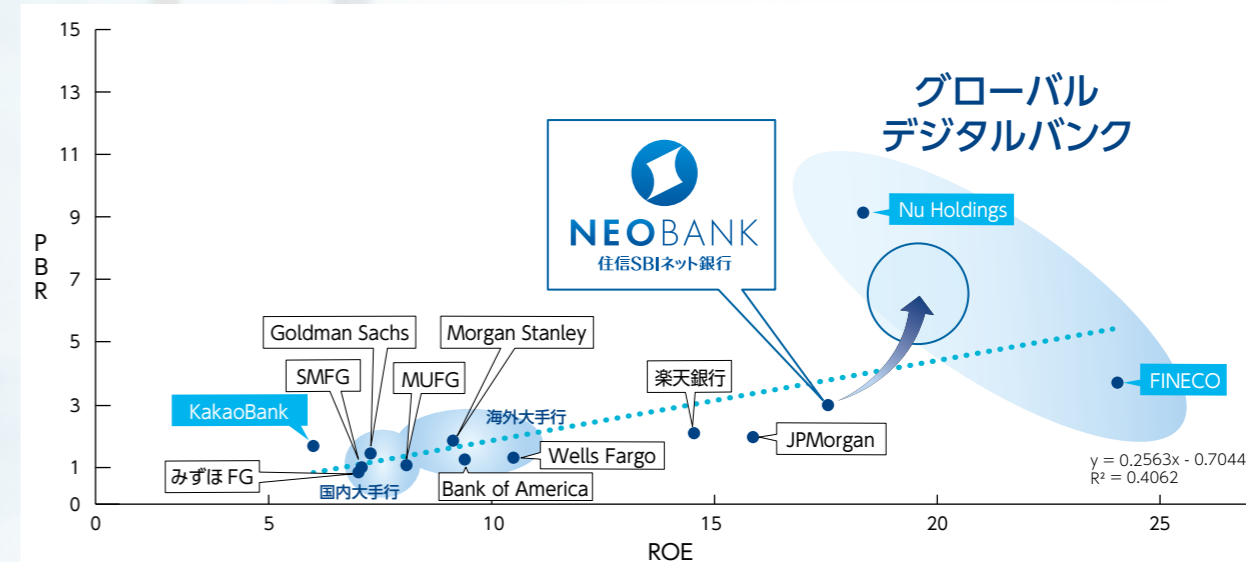 15
13
11
9
7
5
3
1
0
P
B
R
グローバル
デジタルバンク
NEOBANK
住信SBIネット銀行
Nu Holdings
Goldman Sachs
Morgan Stanley
SMFG
MUFG
楽天銀行
KakaoBank
海外大手行
FINECO
JPMorgan
Wells Fargo
みずほFG
国内大手行
Bank of America
y = 0.2563x - 0.7044
R² = 0.4062
0
5
10
15
20
25
ROE